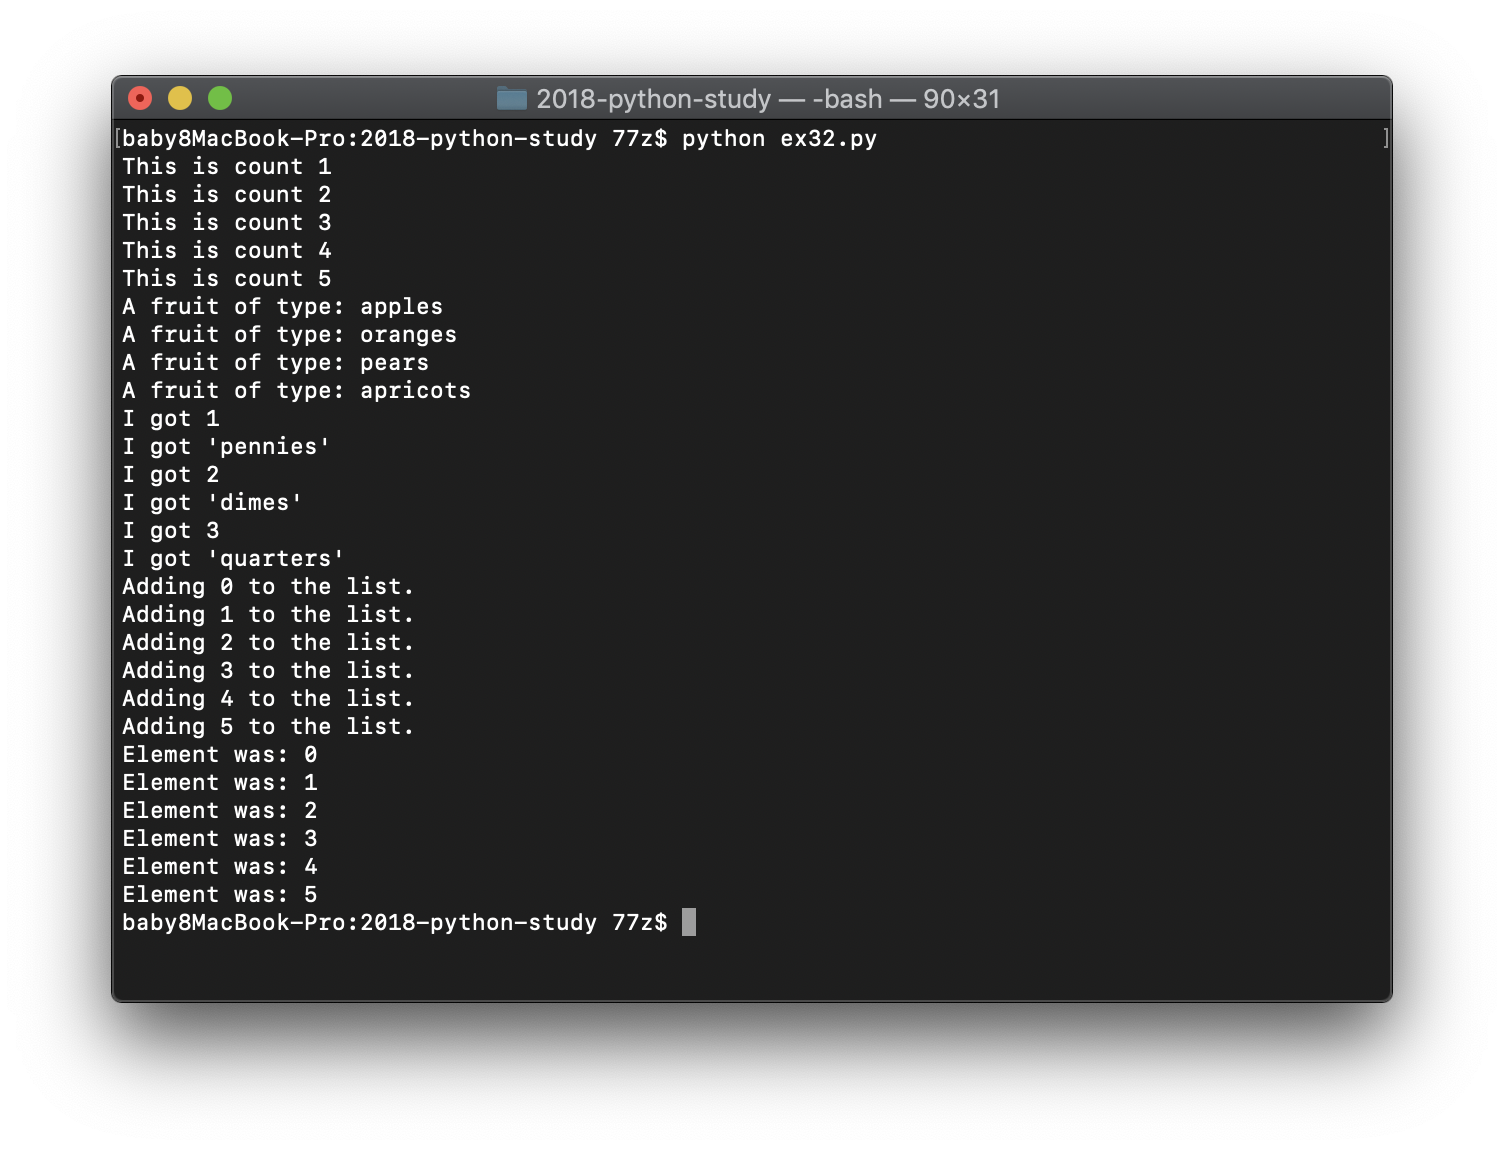 2018-python-study — -bash — 90×31
[baby8MacBook-Pro:2018-python-study 77z$ python ex32.py ]
This is count 1
This is count 2
This is count 3
This is count 4
This is count 5
A fruit of type: apples
A fruit of type: oranges
A fruit of type: pears
A fruit of type: apricots
I got 1
I got 'pennies'
I got 2
I got 'dimes'
I got 3
I got 'quarters'
Adding 0 to the list.
Adding 1 to the list.
Adding 2 to the list.
Adding 3 to the list.
Adding 4 to the list.
Adding 5 to the list.
Element was: 0
Element was: 1
Element was: 2
Element was: 3
Element was: 4
Element was: 5
baby8MacBook-Pro:2018-python-study 77z$